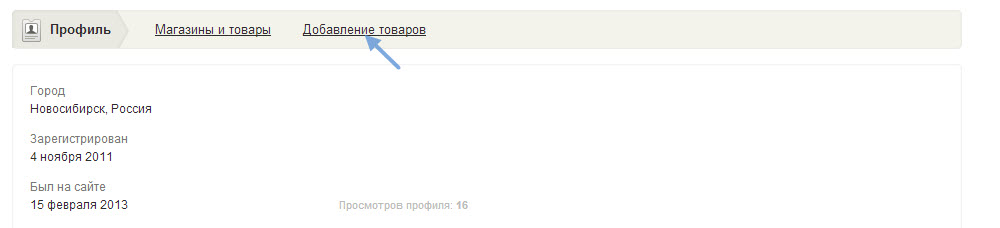 Профиль Магазины и товары Добавление товаров
Город
Новосибирск, Россия
Зарегистрирован
4 ноября 2011
Был на сайте
15 февраля 2013 Просмотров профиля: 16